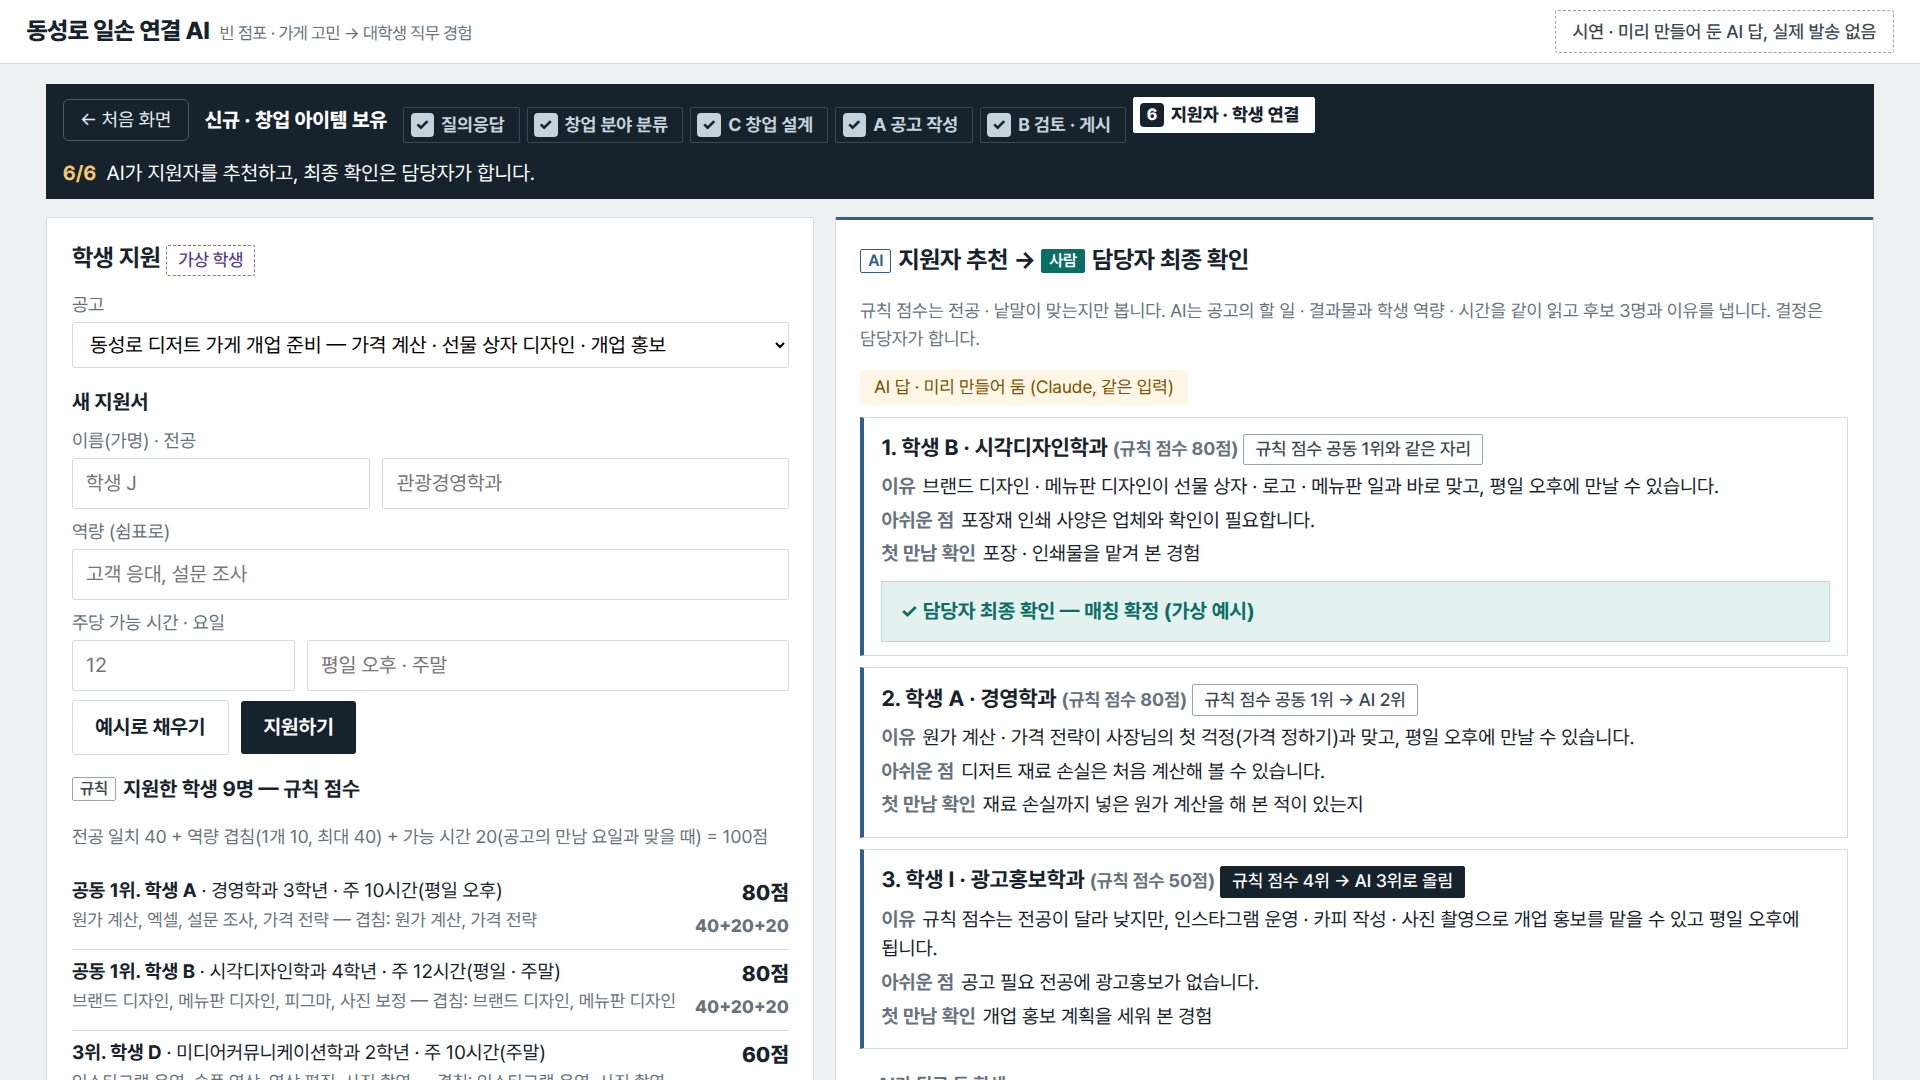 동성로 일손 연결 AI 빈 점포 · 가게 고민 → 대학생 직무 경험
시연 · 미리 만들어 둔 AI 답, 실제 발송 없음
← 처음 화면 신규 · 창업 아이템 보유 질의응답 창업 분야 분류 C 창업 설계 A 공고 작성 B 검토 · 게시 6 지원자 · 학생 연결
6/6 AI가 지원자를 추천하고, 최종 확인은 담당자가 합니다.
학생 지원 가상 학생
공고
동성로 디저트 가게 개업 준비 — 가격 계산 · 선물 상자 디자인 · 개업 홍보
새 지원서
이름(가명) · 전공
학생 J 관광경영학과
역량 (쉼표로)
고객 응대, 설문 조사
주당 가능 시간 · 요일
12 평일 오후 · 주말
예시로 채우기 지원하기
규칙 지원한 학생 9명 — 규칙 점수
전공 일치 40 + 역량 겹침(1개 10, 최대 40) + 가능 시간 20(공고의 만남 요일과 맞을 때) = 100점
공동 1위. 학생 A · 경영학과 3학년 · 주 10시간(평일 오후) 80점
원가 계산, 엑셀, 설문 조사, 가격 전략 — 겹침: 원가 계산, 가격 전략 40+20+20
공동 1위. 학생 B · 시각디자인학과 4학년 · 주 12시간(평일 · 주말) 80점
브랜드 디자인, 메뉴판 디자인, 피그마, 사진 보정 — 겹침: 브랜드 디자인, 메뉴판 디자인 40+20+20
3위. 학생 D · 미디어커뮤니케이션학과 2학년 · 주 10시간(주말) 60점
AI 지원자 추천 → 사람 담당자 최종 확인
규칙 점수는 전공 · 낱말이 맞는지만 봅니다. AI는 공고의 할 일 · 결과물과 학생 역량 · 시간을 같이 읽고 후보 3명과 이유를 냅니다. 결정은
담당자가 합니다.
AI 답 · 미리 만들어 둠 (Claude, 같은 입력)
1. 학생 B · 시각디자인학과 (규칙 점수 80점) 규칙 점수 공동 1위와 같은 자리
이유 브랜드 디자인 · 메뉴판 디자인이 선물 상자 · 로고 · 메뉴판 일과 바로 맞고, 평일 오후에 만날 수 있습니다.
아쉬운 점 포장재 인쇄 사양은 업체와 확인이 필요합니다.
첫 만남 확인 포장 · 인쇄물을 맡겨 본 경험
✓ 담당자 최종 확인 — 매칭 확정 (가상 예시)
2. 학생 A · 경영학과 (규칙 점수 80점) 규칙 점수 공동 1위 → AI 2위
이유 원가 계산 · 가격 전략이 사장님의 첫 걱정(가격 정하기)과 맞고, 평일 오후에 만날 수 있습니다.
아쉬운 점 디저트 재료 손실은 처음 계산해 볼 수 있습니다.
첫 만남 확인 재료 손실까지 넣은 원가 계산을 해 본 적이 있는지
3. 학생 I · 광고홍보학과 (규칙 점수 50점) 규칙 점수 4위 → AI 3위로 올림
이유 규칙 점수는 전공이 달라 낮지만, 인스타그램 운영 · 카피 작성 · 사진 촬영으로 개업 홍보를 맡을 수 있고 평일 오후에
됩니다.
아쉬운 점 공고 필요 전공에 광고홍보가 없습니다.
첫 만남 확인 개업 홍보 계획을 세워 본 경험